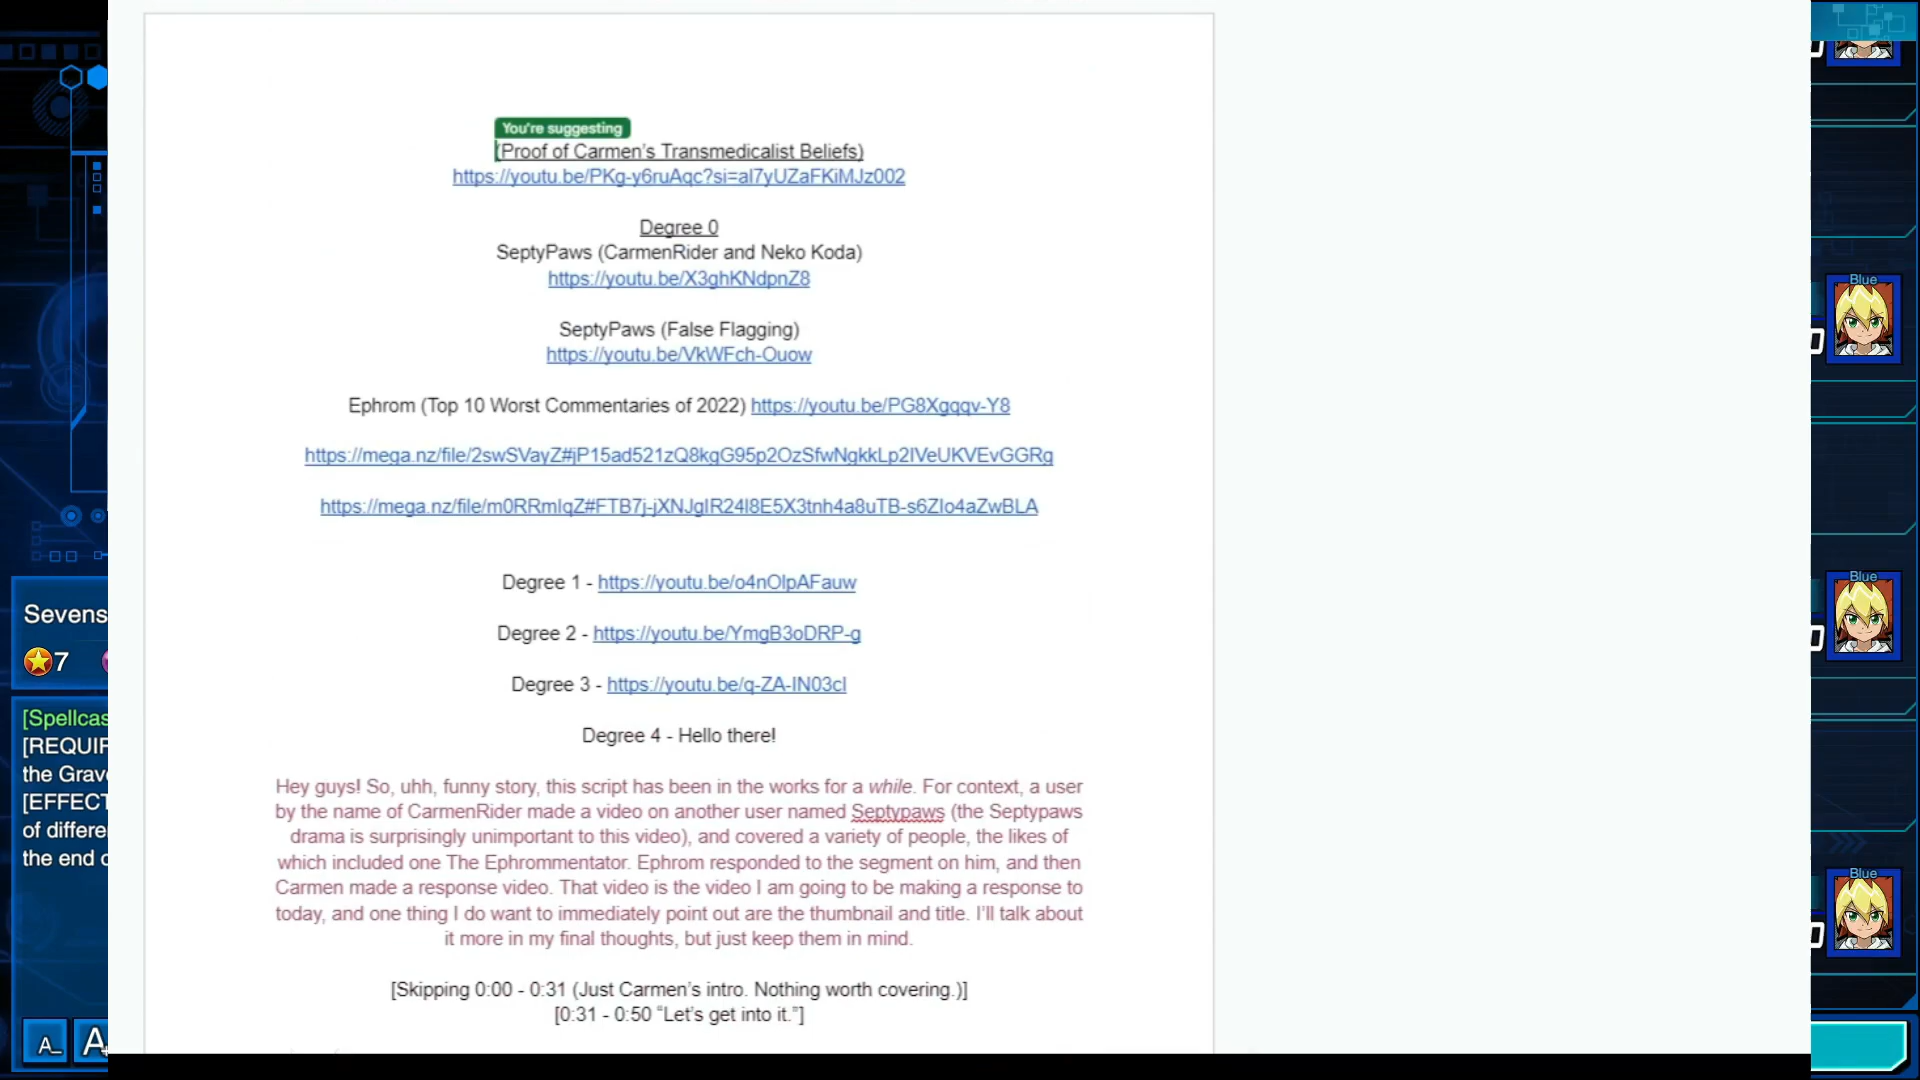 You're suggesting
(Proof of Carmen's Transmedicalist Beliefs)
https://youtu.be/PKg-y6ruAqc?si=al7yUZaFKiMJz002
Degree 0
SeptyPaws (CarmenRider and Neko Koda)
https://youtu.be/X3ghKNdpnZ8
SeptyPaws (False Flagging)
https://youtu.be/VkWFch-Ouow
Ephrom (Top 10 Worst Commentaries of 2022) https://youtu.be/PG8Xgqqv-Y8
https://mega.nz/file/2swSVayZ#jP15ad521zQ8kgG95p2OzSfwNgkkLp2IVeUKVEvGGRg
https://mega.nz/file/m0RRmIqZ#FTB7j-jXNJgIR24I8E5X3tnh4a8uTB-s6ZIo4aZwBLA
Degree 1 - https://youtu.be/o4nOlpAFauw
Degree 2 - https://youtu.be/YmgB3oDRP-g
Degree 3 - https://youtu.be/q-ZA-IN03cI
Degree 4 - Hello there!
Hey guys! So, uhh, funny story, this script has been in the works for a while. For context, a user
by the name of CarmenRider made a video on another user named Septypaws (the Septypaws
drama is surprisingly unimportant to this video), and covered a variety of people, the likes of
which included one The Ephrommentator. Ephrom responded to the segment on him, and then
Carmen made a response video. That video is the video I am going to be making a response to
today, and one thing I do want to immediately point out are the thumbnail and title. I'll talk about
it more in my final thoughts, but just keep them in mind.
[Skipping 0:00 - 0:31 (Just Carmen's intro. Nothing worth covering.)]
[0:31 - 0:50 "Let's get into it."]
Sevens
7
[Spellcas
[REQUIR
the Grav
[EFFECT
of differe
the end o
A_
A
Blue
Blue
Blue